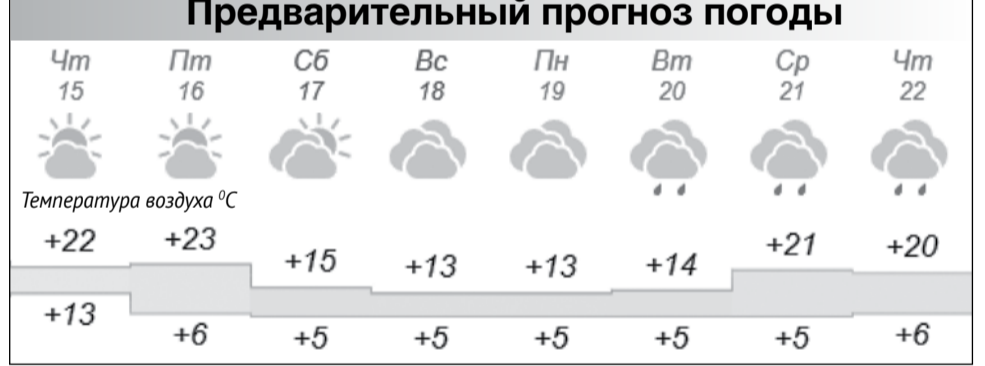 Предварительный прогноз погоды
Чт Пт Сб Вс Пн Вт Ср Чт
15 16 17 18 19 20 21 22
Температура воздуха ⁰С
+22 +23 +15 +13 +13 +14 +21 +20
+13 +6 +5 +5 +5 +5 +5 +6